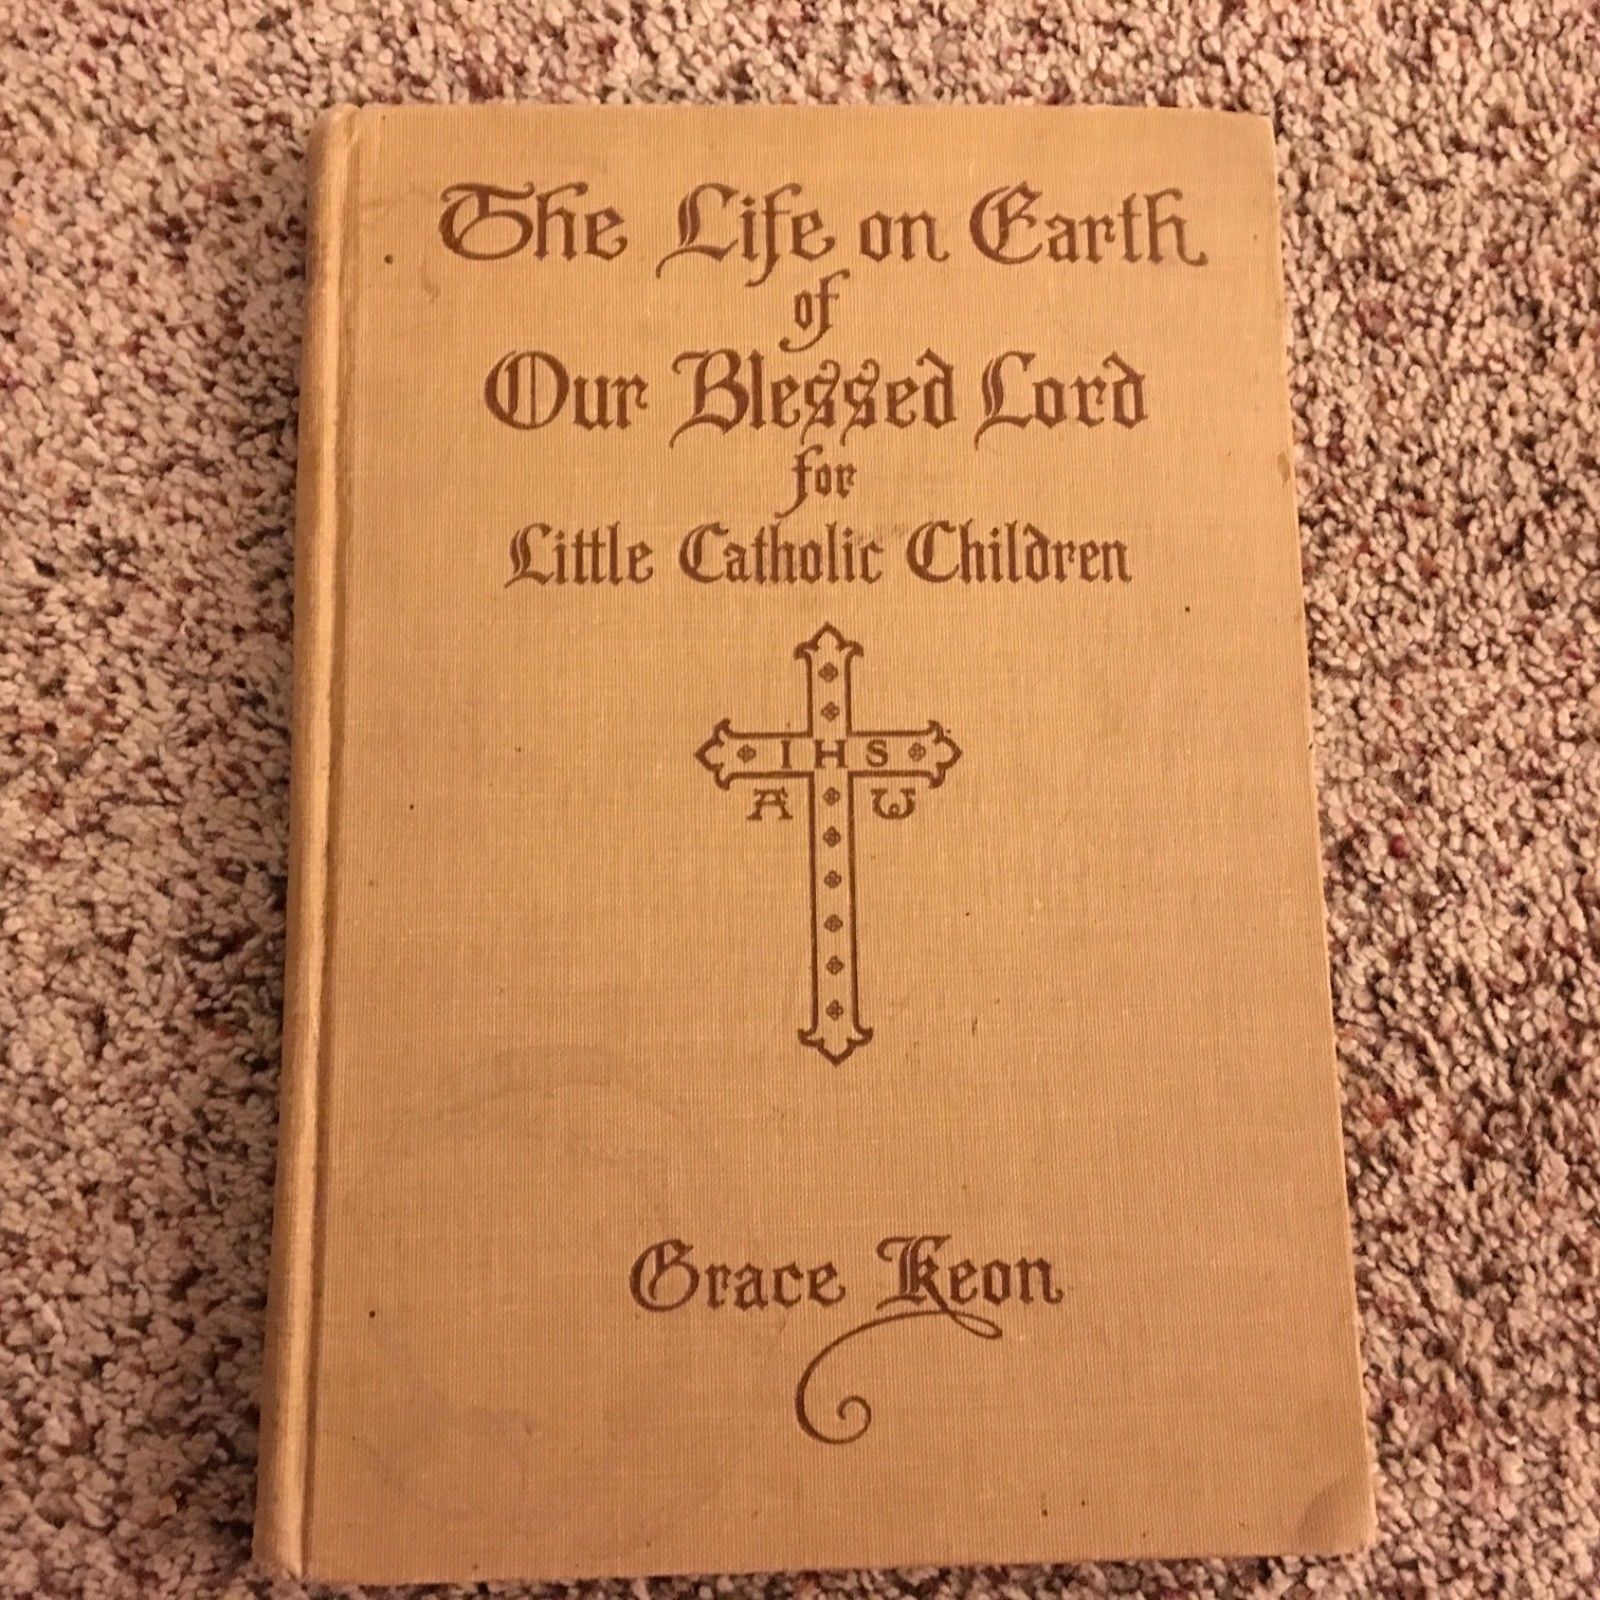 The Life on Earth
of
Our Blessed Lord
for
Little Catholic Children
IHS
A ω
Grace Keon